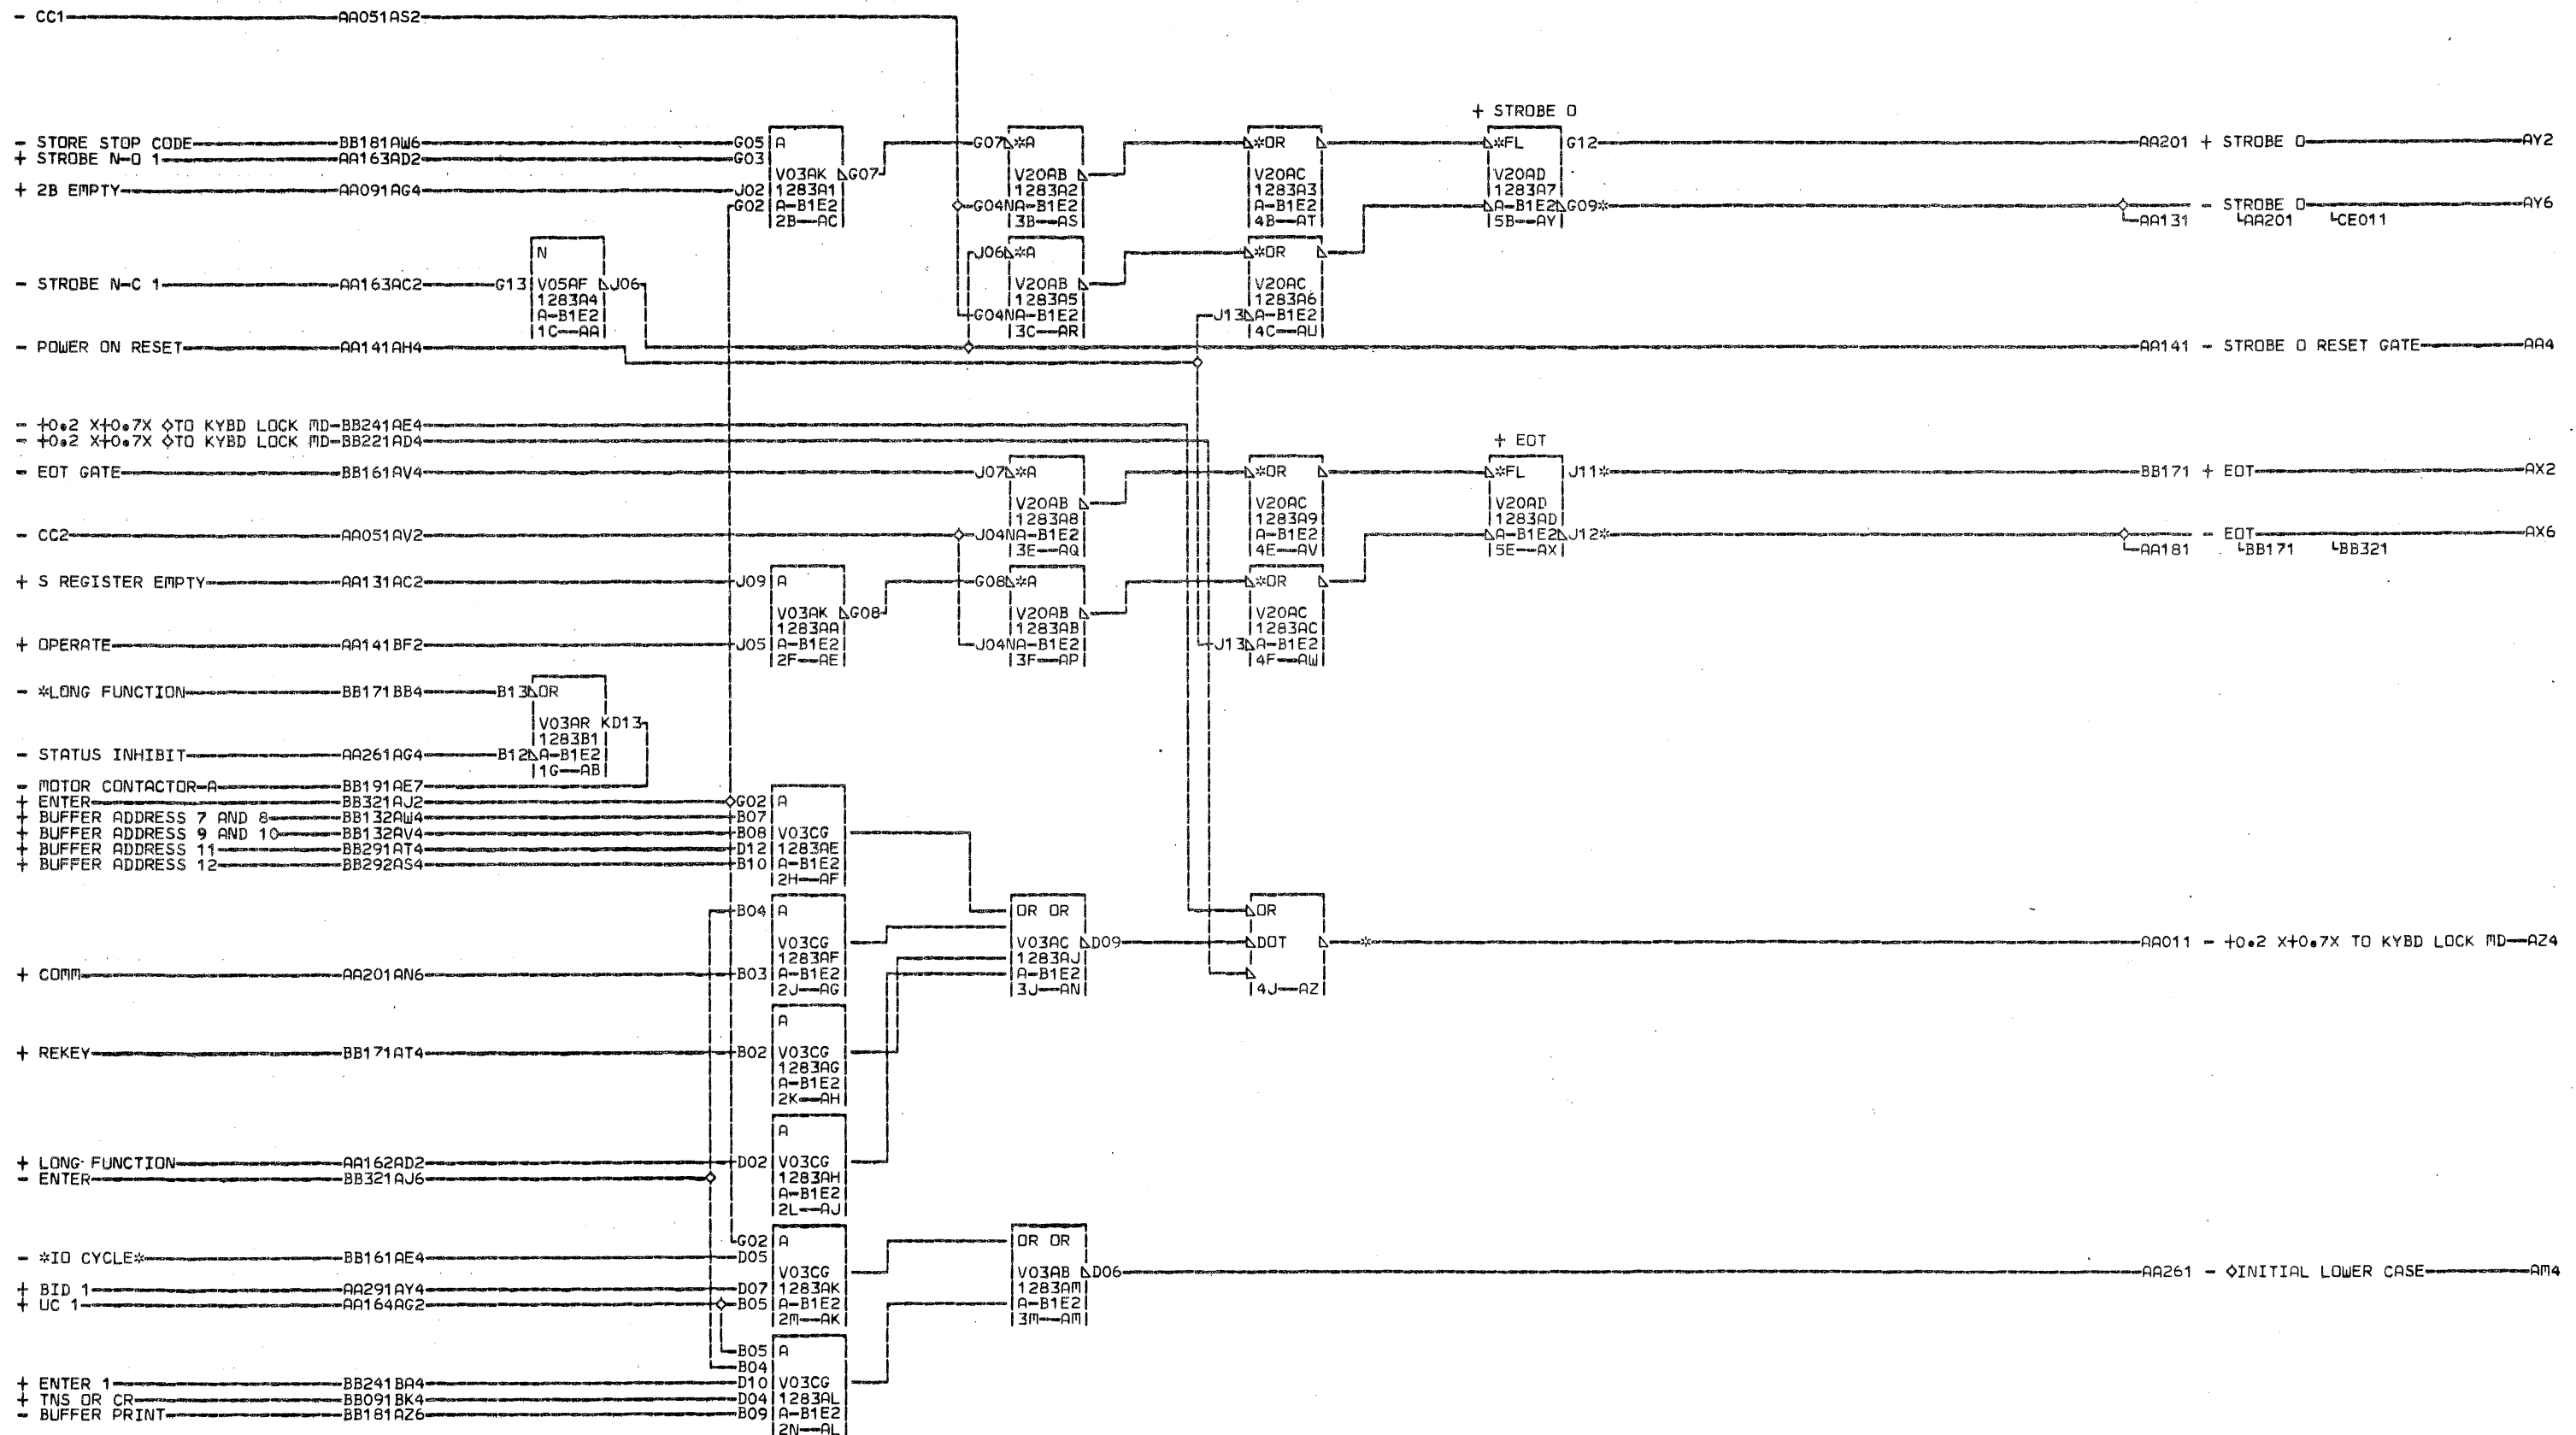 - CC1 AA051AS2
+ STROBE O
- STORE STOP CODE BB181AW6 G05 A G07 *A *OR *FL G12 AA201 + STROBE O AY2
+ STROBE N-O 1 AA163AD2 G03
V03AK G07 V20AB V20AC V20AD
+ 2B EMPTY AA091AG4 J02 1283A1 1283A2 1283A3 1283A7
G02 A-B1E2 G04 N A-B1E2 A-B1E2 A-B1E2 G09* - STROBE O AY6
2B AC 3B AS 4B AT 5B AY AA131 AA201 CE011
N J06 *A *OR
- STROBE N-C 1 AA163AC2 G13 V05AF J06 V20AB V20AC
1283A4 1283A5 1283A6
A-B1E2 G04 N A-B1E2 J13 A-B1E2
1C AA 3C AR 4C AU
- POWER ON RESET AA141AH4 AA141 - STROBE O RESET GATE AA4
- +0.2 X+0.7X ◇TO KYBD LOCK MD BB241AE4
- +0.2 X+0.7X ◇TO KYBD LOCK MD BB221AD4
+ EOT
- EOT GATE BB161AV4 J07 *A *OR *FL J11* BB171 + EOT AX2
V20AB V20AC V20AD
1283A8 1283A9 1283AD
- CC2 AA051AV2 J04 N A-B1E2 A-B1E2 A-B1E2 J12* - EOT AX6
3E AQ 4E AV 5E AX AA181 BB171 BB321
+ S REGISTER EMPTY AA131AC2 J09 A G08 *A *OR
V03AK G08 V20AB V20AC
1283AA 1283AB 1283AC
+ OPERATE AA141BF2 J05 A-B1E2 J04 N A-B1E2 J13 A-B1E2
2F AE 3F AP 4F AW
- *LONG FUNCTION BB171BB4 B13 OR
V03AR K D13
1283B1
- STATUS INHIBIT AA261AG4 B12 A-B1E2
1G AB
- MOTOR CONTACTOR-A BB191AE7
+ ENTER BB321AJ2 G02 A
+ BUFFER ADDRESS 7 AND 8 BB132AW4 B07
+ BUFFER ADDRESS 9 AND 10 BB132AV4 B08 V03CG
+ BUFFER ADDRESS 11 BB291AT4 D12 1283AE
+ BUFFER ADDRESS 12 BB292AS4 B10 A-B1E2
2H AF
B04 A OR OR OR
V03CG V03AC D09 DOT * AA011 - +0.2 X+0.7X TO KYBD LOCK MD AZ4
1283AF 1283AJ
+ COMM AA201AN6 B03 A-B1E2 A-B1E2
2J AG 3J AN 4J AZ
A
+ REKEY BB171AT4 B02 V03CG
1283AG
A-B1E2
2K AH
A
+ LONG FUNCTION AA162AD2 D02 V03CG
- ENTER BB321AJ6 1283AH
A-B1E2
2L AJ
G02 A OR OR
- *IO CYCLE* BB161AE4 D05
V03CG V03AB D06 AA261 - ◇INITIAL LOWER CASE AM4
+ BID 1 AA291AY4 D07 1283AK 1283AM
+ UC 1 AA164AG2 B05 A-B1E2 A-B1E2
2M AK 3M AM
B05 A
B04
+ ENTER 1 BB241BA4 D10 V03CG
+ TNS OR CR BB091BK4 D04 1283AL
- BUFFER PRINT BB181AZ6 B09 A-B1E2
2N AL